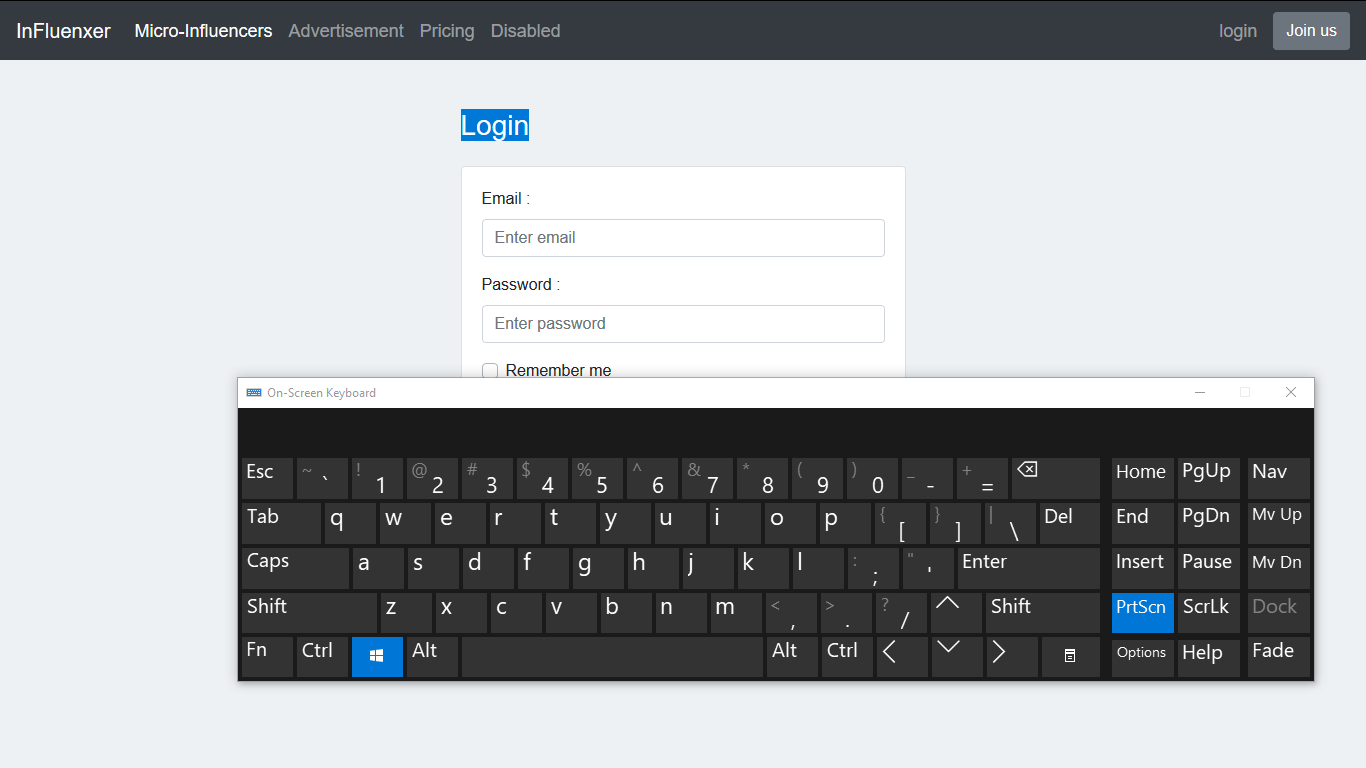 InFluenxer Micro-Influencers Advertisement Pricing Disabled login Join us
Login
Email :
Enter email
Password :
Enter password
Remember me
On-Screen Keyboard
Esc ~ ` ! 1 @ 2 # 3 $ 4 % 5 ^ 6 & 7 * 8 ( 9 ) 0 _ - + = Home PgUp Nav
Tab q w e r t y u i o p { [ } ] | \ Del End PgDn Mv Up
Caps a s d f g h j k l : ; " ' Enter Insert Pause Mv Dn
Shift z x c v b n m < , > . ? / Shift PrtScn ScrLk Dock
Fn Ctrl Alt Alt Ctrl Options Help Fade